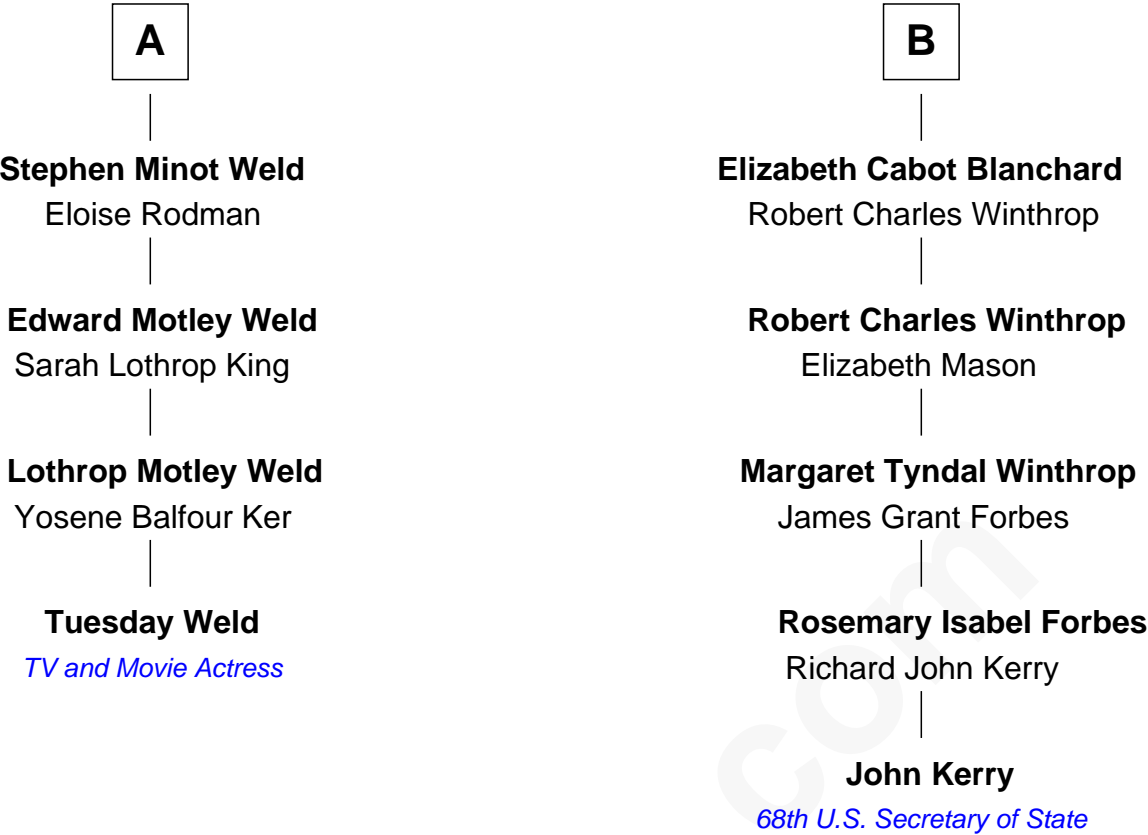 A
Stephen Minot Weld
Eloise Rodman
Edward Motley Weld
Sarah Lothrop King
Lothrop Motley Weld
Yosene Balfour Ker
Tuesday Weld
TV and Movie Actress
B
Elizabeth Cabot Blanchard
Robert Charles Winthrop
Robert Charles Winthrop
Elizabeth Mason
Margaret Tyndal Winthrop
James Grant Forbes
Rosemary Isabel Forbes
Richard John Kerry
John Kerry
68th U.S. Secretary of State
com